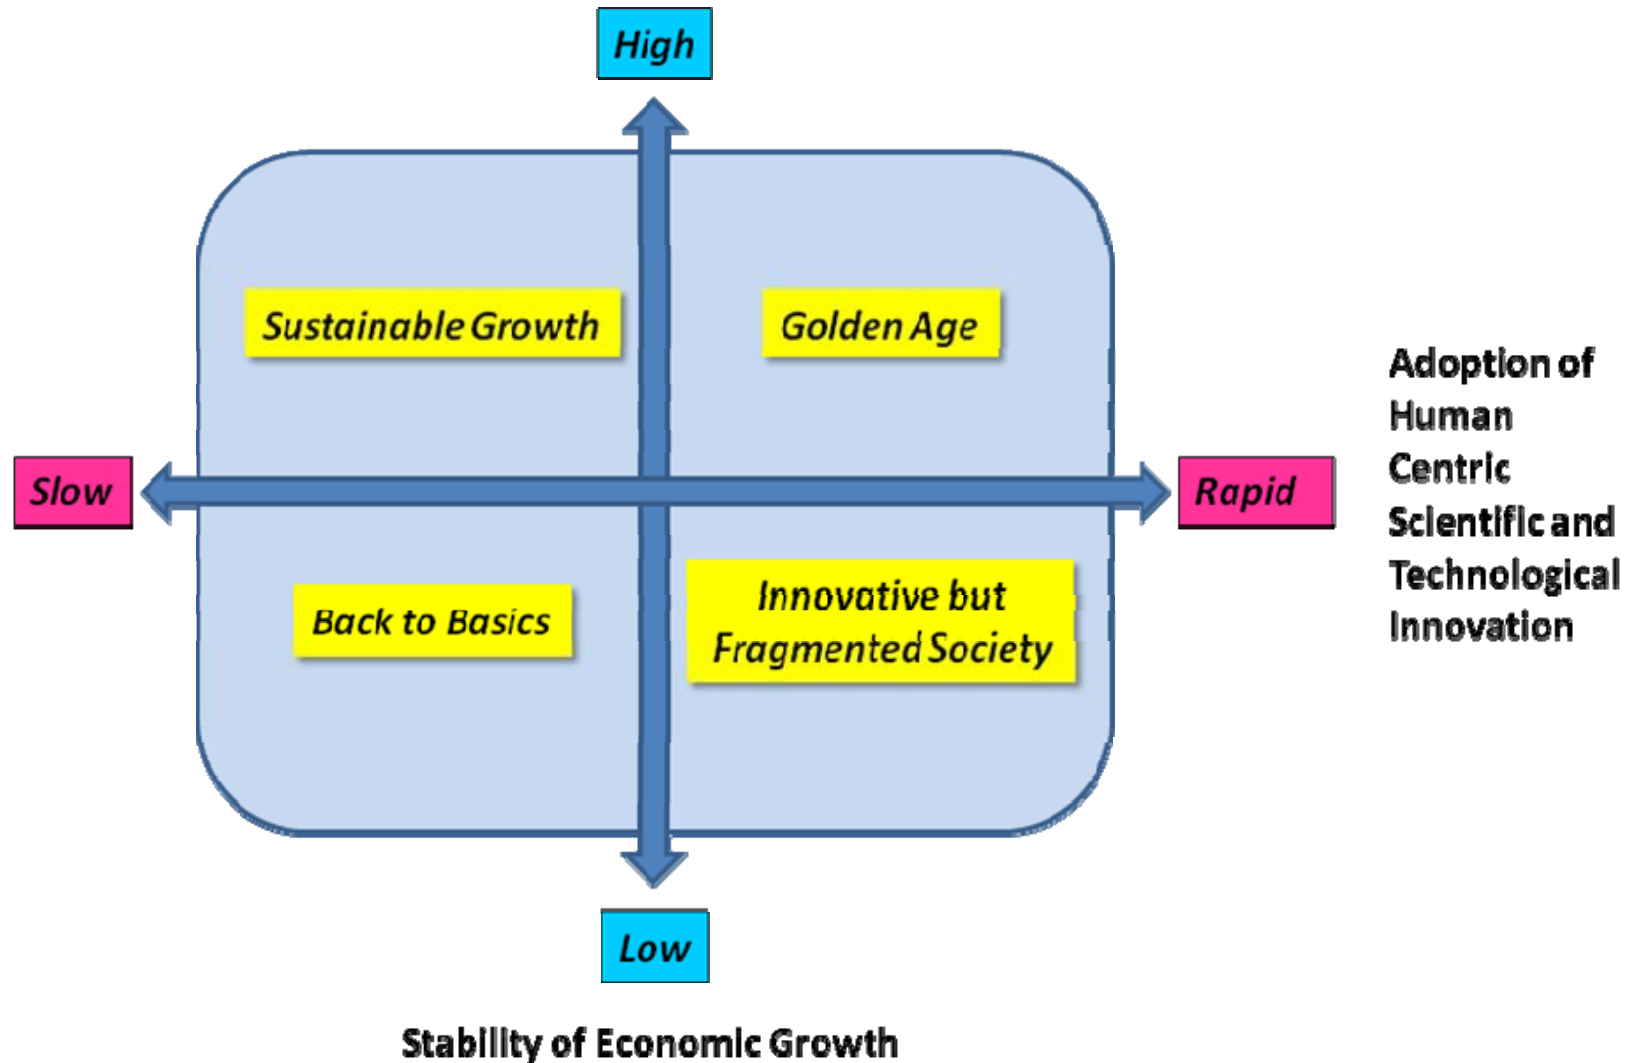 High
Sustainable Growth
Golden Age
Slow
Rapid
Adoption of
Human
Centric
Scientific and
Technological
Innovation
Back to Basics
Innovative but
Fragmented Society
Low
Stability of Economic Growth